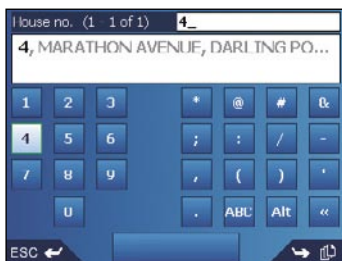 House no. (1 - 1 of 1) 4_
4, MARATHON AVENUE, DARLING PO...
1 2 3 * @ # &
4 5 6 ; : / -
7 8 9 , ( ) '
0 . ABC Alt «
ESC